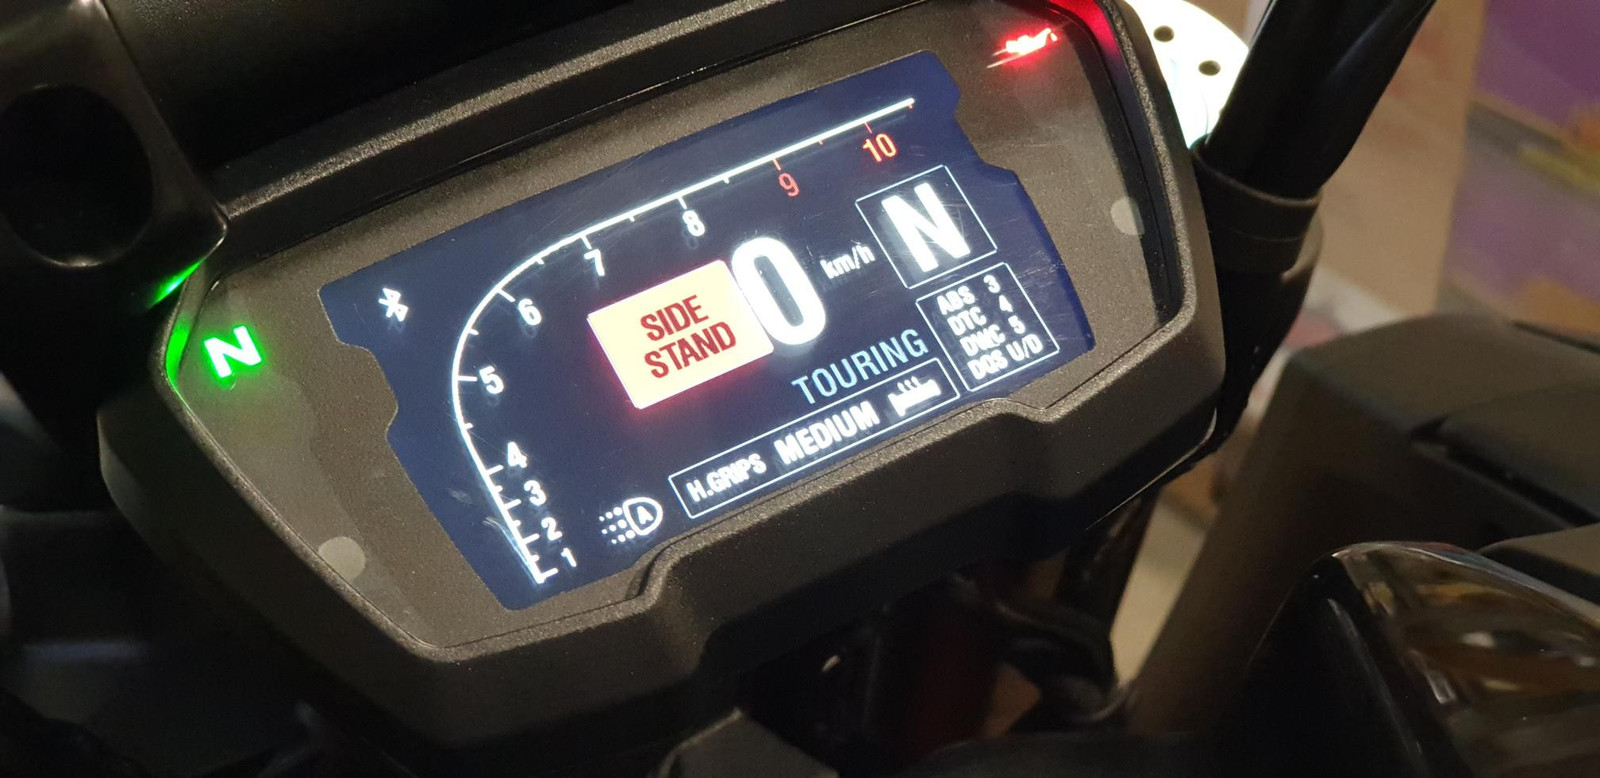 10
9
8
7
6
5
4
3
2
1
N
N
SIDE
STAND
0 km/h
ABS 3
DTC 4
DWC 5
DQS U/D
TOURING
H.GRIPS MEDIUM
A